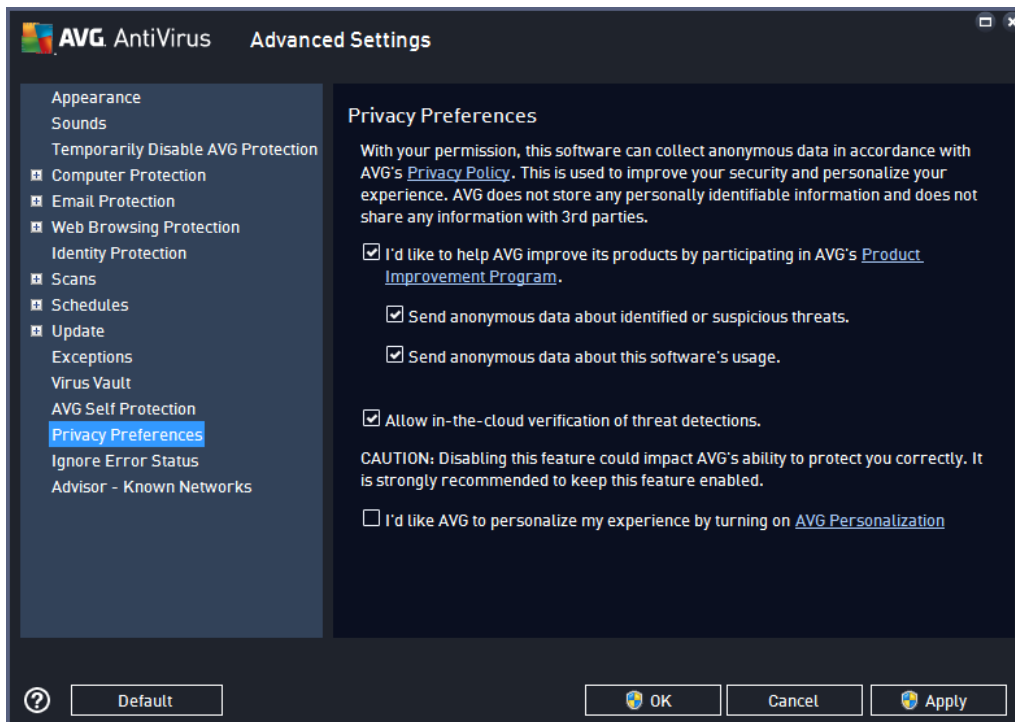 AVG. AntiVirus Advanced Settings
Appearance
Sounds
Temporarily Disable AVG Protection
Computer Protection
Email Protection
Web Browsing Protection
Identity Protection
Scans
Schedules
Update
Exceptions
Virus Vault
AVG Self Protection
Privacy Preferences
Ignore Error Status
Advisor - Known Networks
Privacy Preferences
With your permission, this software can collect anonymous data in accordance with
AVG's Privacy Policy. This is used to improve your security and personalize your
experience. AVG does not store any personally identifiable information and does not
share any information with 3rd parties.
I'd like to help AVG improve its products by participating in AVG's Product
Improvement Program.
Send anonymous data about identified or suspicious threats.
Send anonymous data about this software's usage.
Allow in-the-cloud verification of threat detections.
CAUTION: Disabling this feature could impact AVG's ability to protect you correctly. It
is strongly recommended to keep this feature enabled.
I'd like AVG to personalize my experience by turning on AVG Personalization
? Default OK Cancel Apply